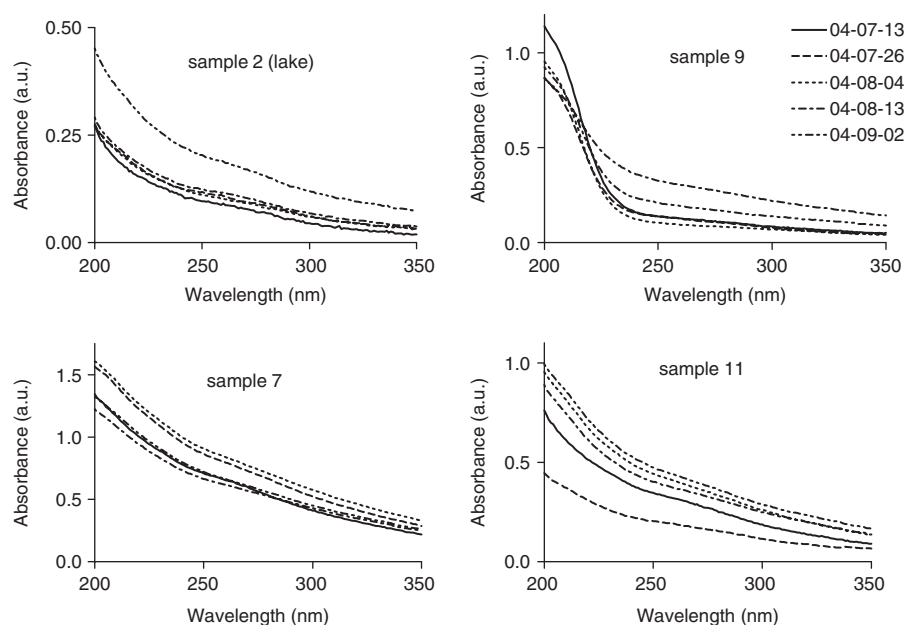 0.50
0.25
0.00
200
250
300
350
Absorbance (a.u.)
Wavelength (nm)
sample 2 (lake)
1.0
0.5
0.0
200
250
300
350
Absorbance (a.u.)
Wavelength (nm)
sample 9
04-07-13
04-07-26
04-08-04
04-08-13
04-09-02
1.5
1.0
0.5
0.0
200
250
300
350
Absorbance (a.u.)
Wavelength (nm)
sample 7
1.0
0.5
0.0
200
250
300
350
Absorbance (a.u.)
Wavelength (nm)
sample 11